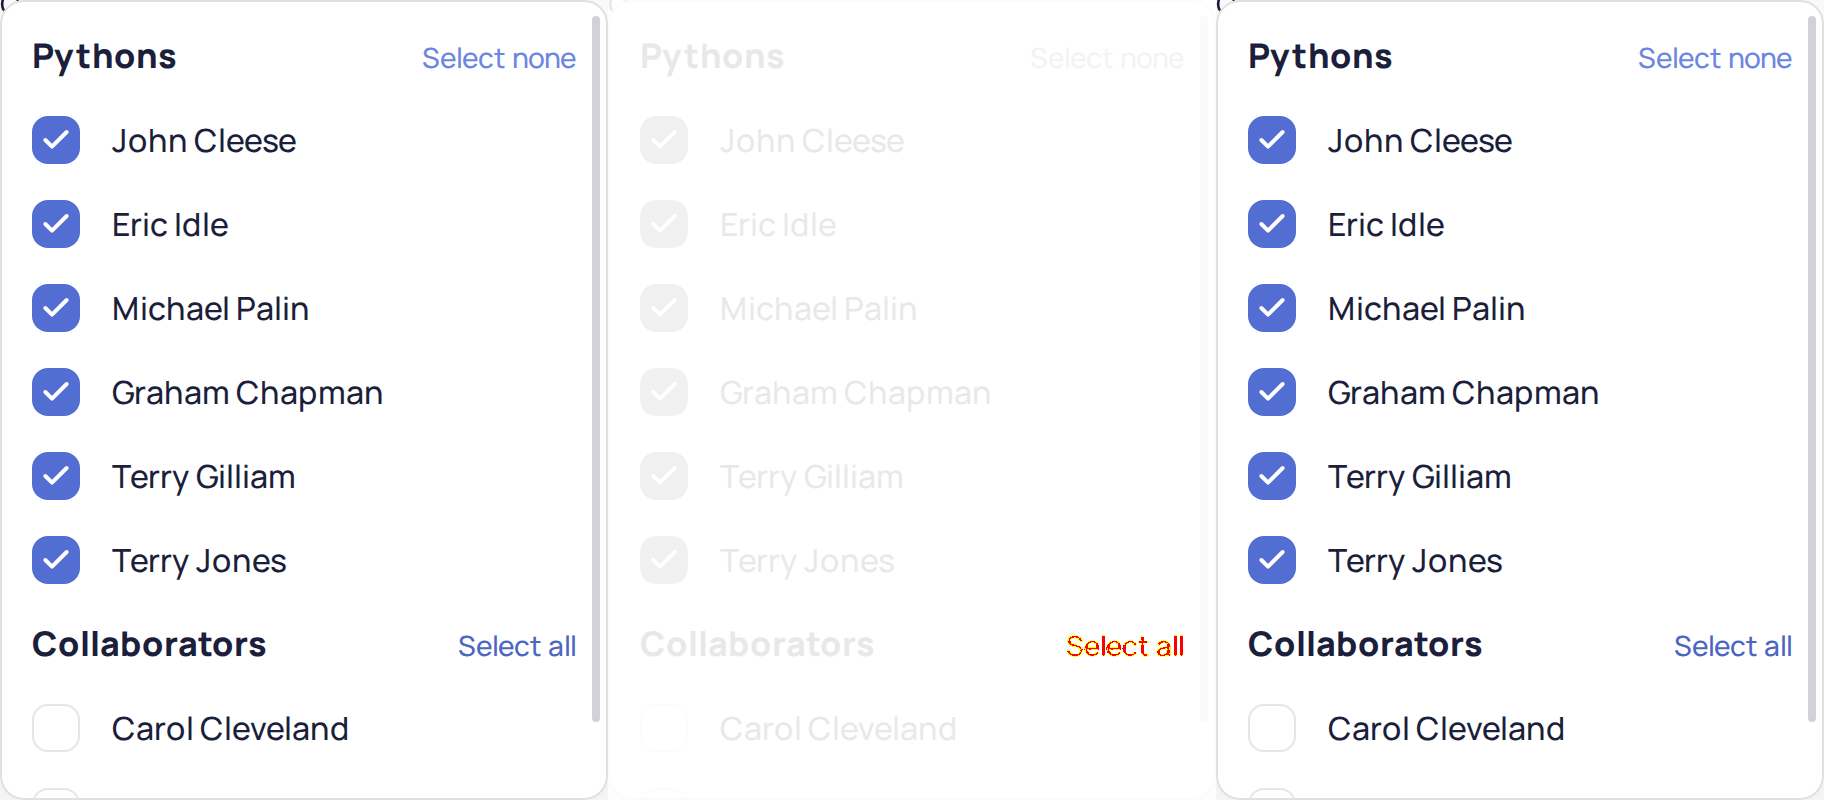 Pythons Select none
John Cleese
Eric Idle
Michael Palin
Graham Chapman
Terry Gilliam
Terry Jones
Collaborators Select all
Carol Cleveland
Pythons Select none
John Cleese
Eric Idle
Michael Palin
Graham Chapman
Terry Gilliam
Terry Jones
Collaborators Select all
Carol Cleveland
Pythons Select none
John Cleese
Eric Idle
Michael Palin
Graham Chapman
Terry Gilliam
Terry Jones
Collaborators Select all
Carol Cleveland